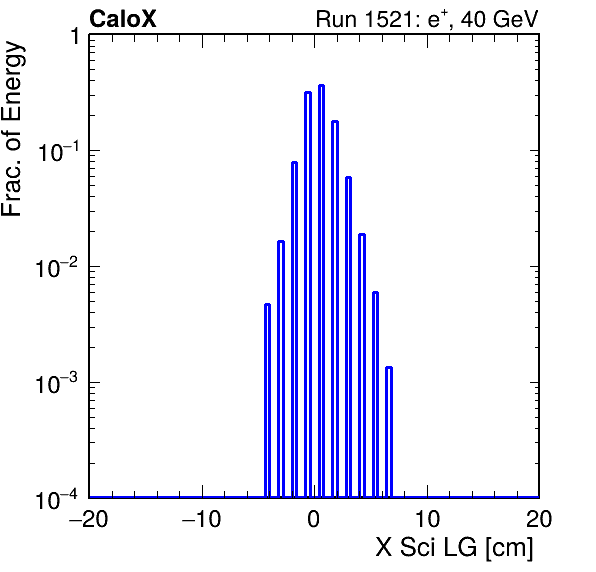 CaloX
Run 1521: e⁺, 40 GeV
Frac. of Energy
1
10⁻¹
10⁻²
10⁻³
10⁻⁴
−20 −10 0 10 20
X Sci LG [cm]